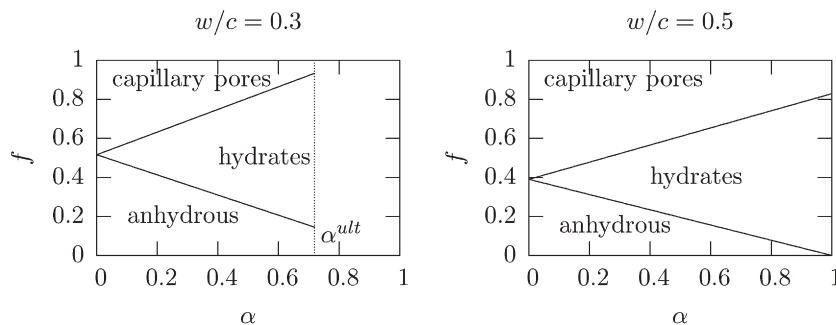 w/c = 0.3
1
0.8
0.6
0.4
0.2
0
f
capillary pores
hydrates
anhydrous
α^{ult}
0 0.2 0.4 0.6 0.8 1
α
w/c = 0.5
1
0.8
0.6
0.4
0.2
0
f
capillary pores
hydrates
anhydrous
0 0.2 0.4 0.6 0.8 1
α